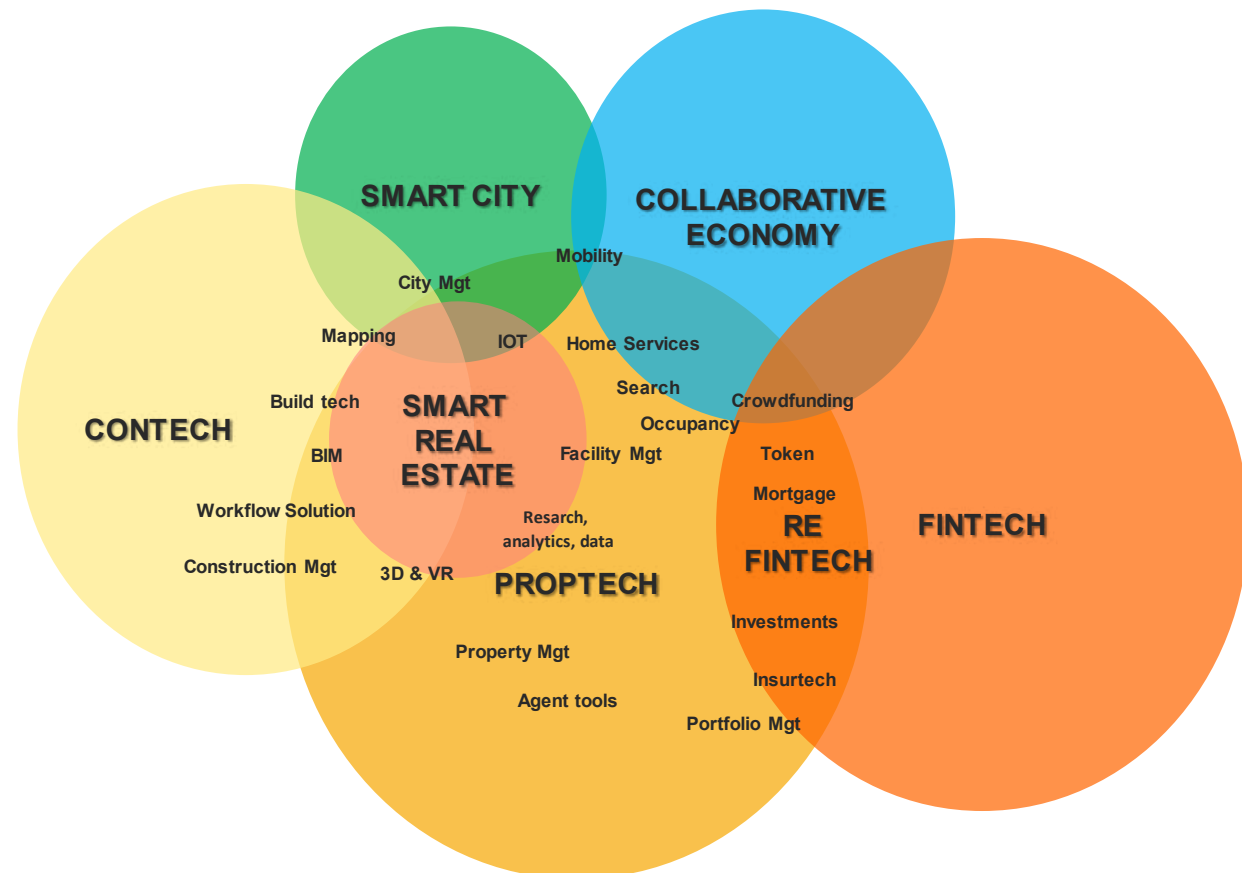 SMART CITY
COLLABORATIVE
ECONOMY
Mobility
City Mgt
Mapping
IOT
Home Services
Search
Build tech
SMART
REAL
ESTATE
Crowdfunding
Occupancy
CONTECH
BIM
Facility Mgt
Token
Mortgage
Workflow Solution
Resarch,
analytics, data
RE
FINTECH
FINTECH
Construction Mgt
3D & VR
PROPTECH
Investments
Property Mgt
Insurtech
Agent tools
Portfolio Mgt